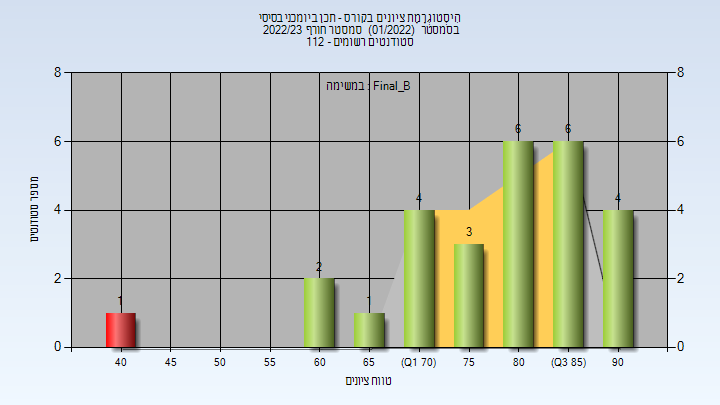 היסטוגרמת ציונים בקורס - תכן ביומכני בסיסי
בסמסטר (01/2022) סמסטר חורף 2022/23
סטודנטים רשומים - 112
במשימה : Final_B
8 8
6 6
4 4
2 2
0 0
מספר סטודנטים
1 2 1 4 3 6 6 4
40 45 50 55 60 65 (Q1 70) 75 80 (Q3 85) 90
טווח ציונים